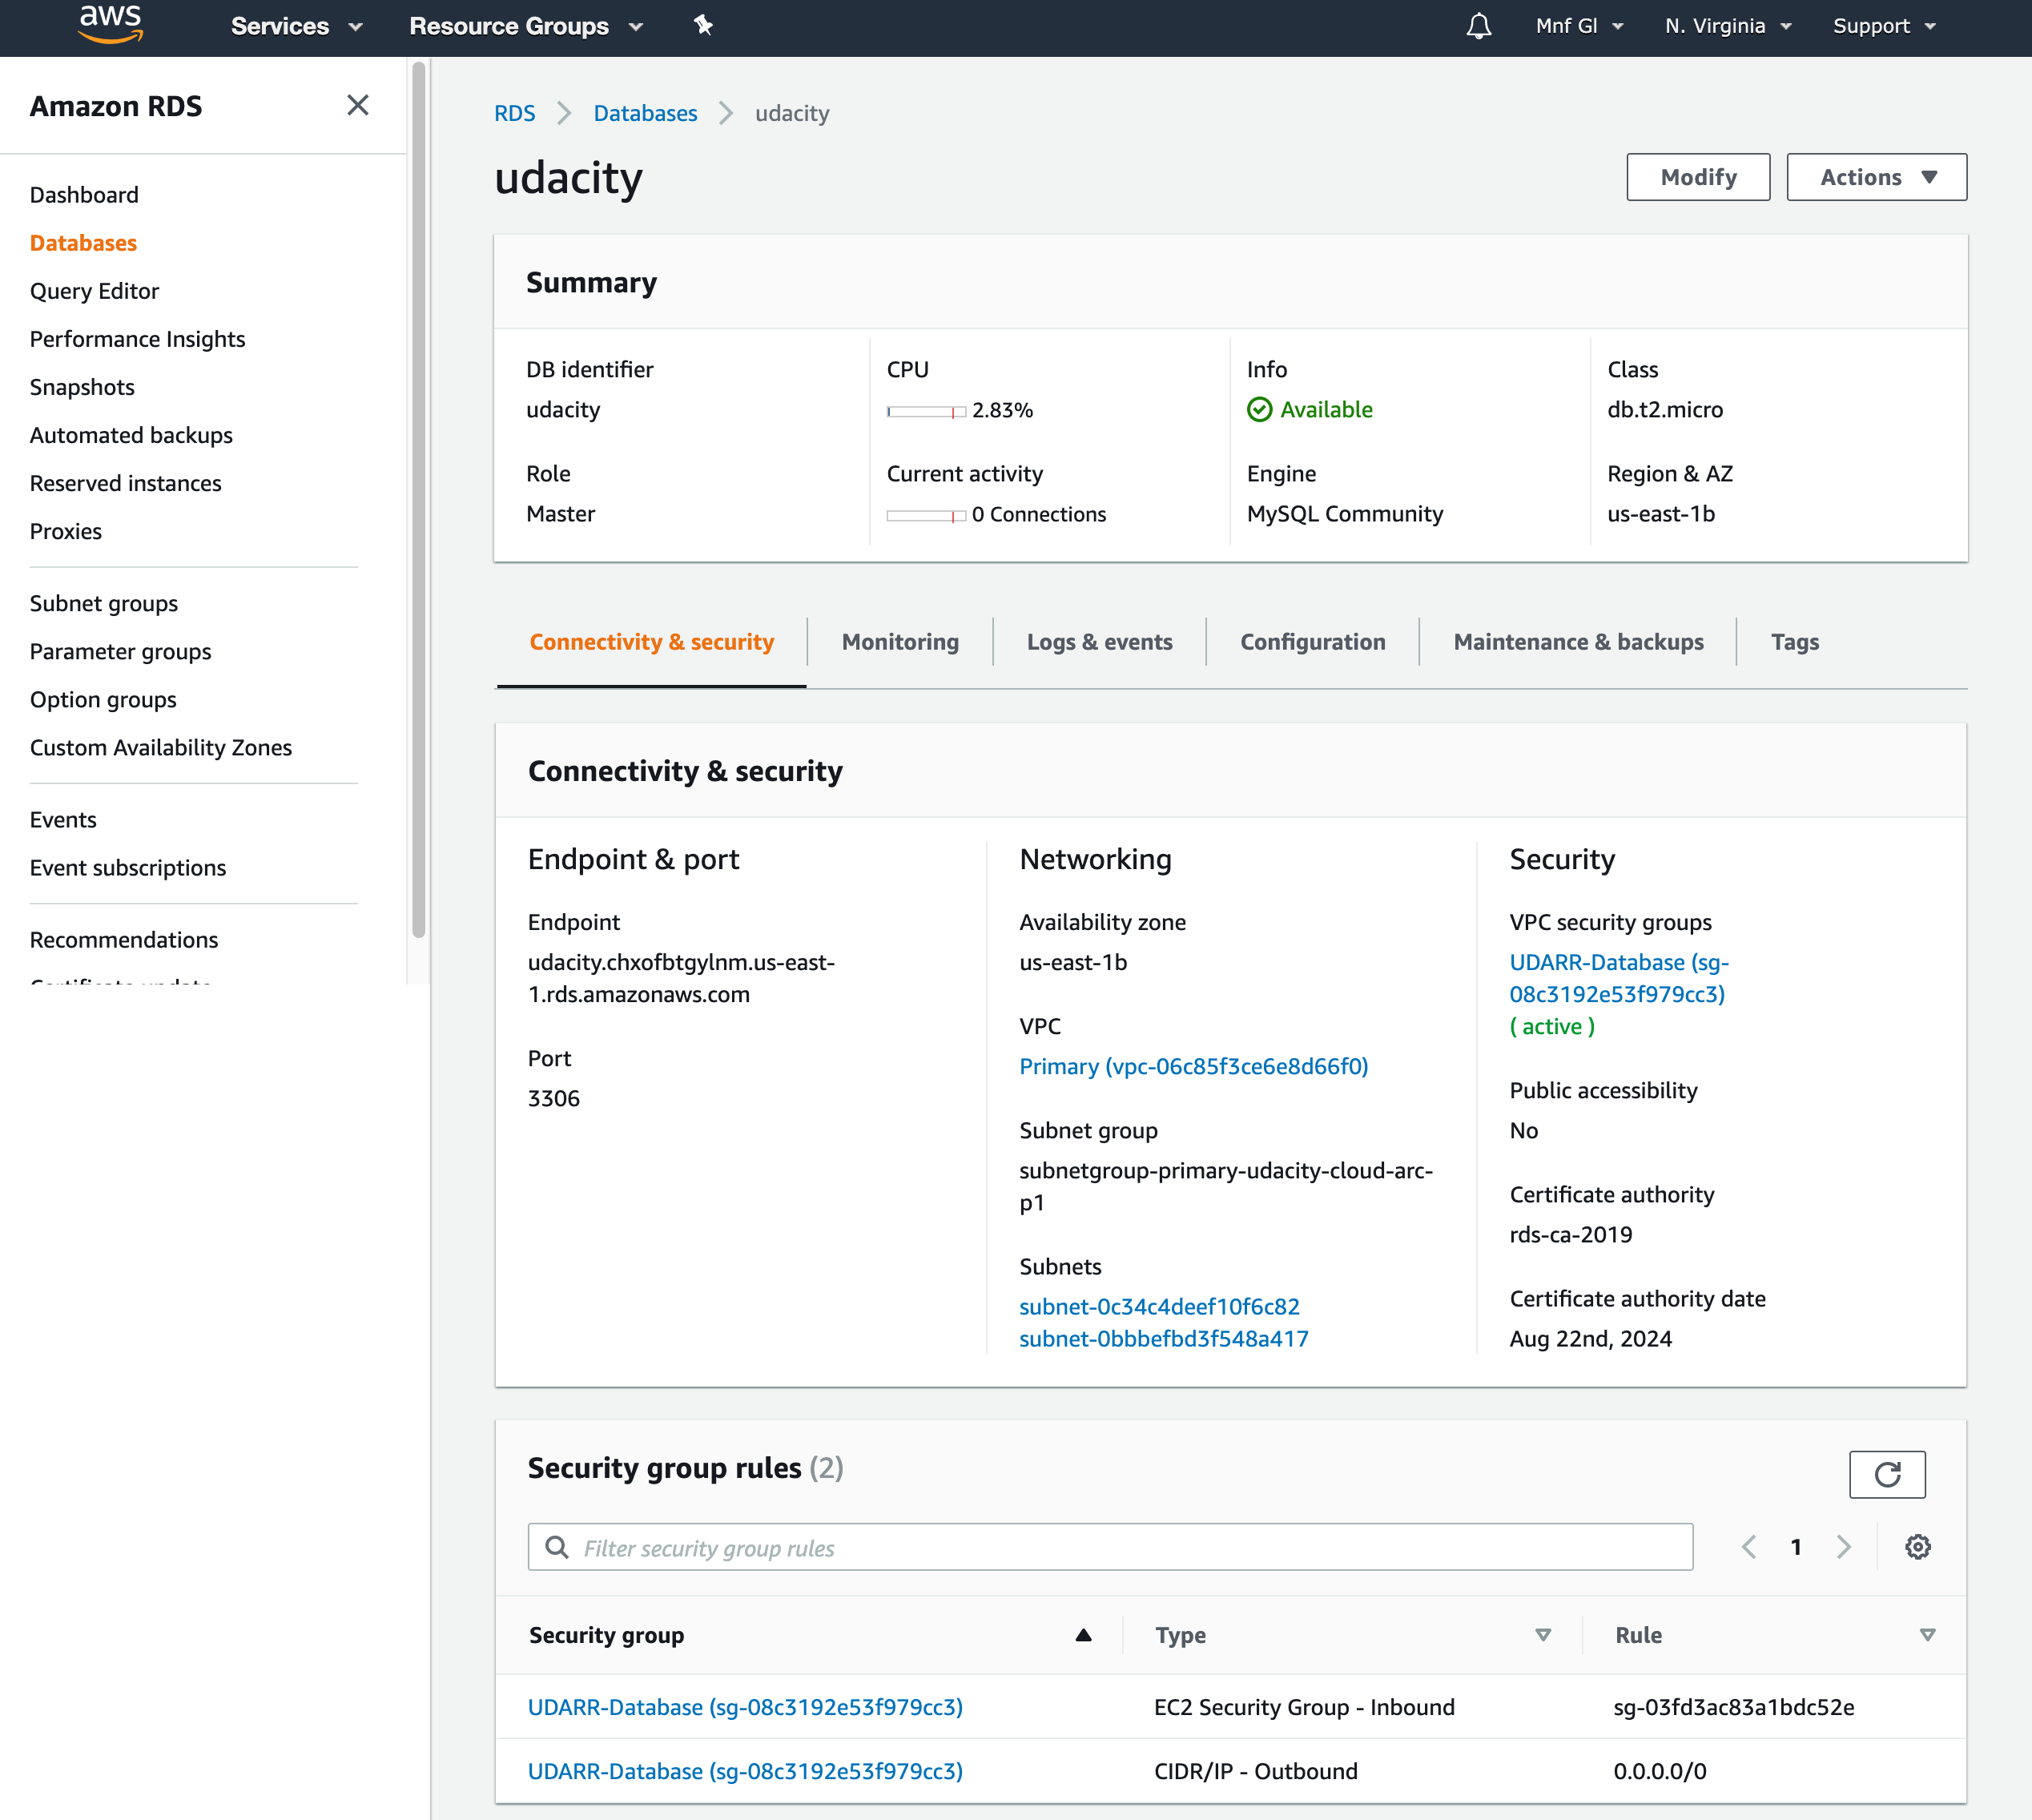 aws
Services
Resource Groups
Mnf Gl
N. Virginia
Support
Amazon RDS
Dashboard
Databases
Query Editor
Performance Insights
Snapshots
Automated backups
Reserved instances
Proxies
Subnet groups
Parameter groups
Option groups
Custom Availability Zones
Events
Event subscriptions
Recommendations
Certificate update
RDS
Databases
udacity
udacity
Modify
Actions
Summary
DB identifier
udacity
CPU
2.83%
Info
Available
Class
db.t2.micro
Role
Master
Current activity
0 Connections
Engine
MySQL Community
Region & AZ
us-east-1b
Connectivity & security
Monitoring
Logs & events
Configuration
Maintenance & backups
Tags
Connectivity & security
Endpoint & port
Endpoint
udacity.chxofbtgylnm.us-east-
1.rds.amazonaws.com
Port
3306
Networking
Availability zone
us-east-1b
VPC
Primary (vpc-06c85f3ce6e8d66f0)
Subnet group
subnetgroup-primary-udacity-cloud-arc-
p1
Subnets
subnet-0c34c4deef10f6c82
subnet-0bbbefbd3f548a417
Security
VPC security groups
UDARR-Database (sg-
08c3192e53f979cc3)
( active )
Public accessibility
No
Certificate authority
rds-ca-2019
Certificate authority date
Aug 22nd, 2024
Security group rules (2)
Filter security group rules
1
Security group
Type
Rule
UDARR-Database (sg-08c3192e53f979cc3)
EC2 Security Group - Inbound
sg-03fd3ac83a1bdc52e
UDARR-Database (sg-08c3192e53f979cc3)
CIDR/IP - Outbound
0.0.0.0/0